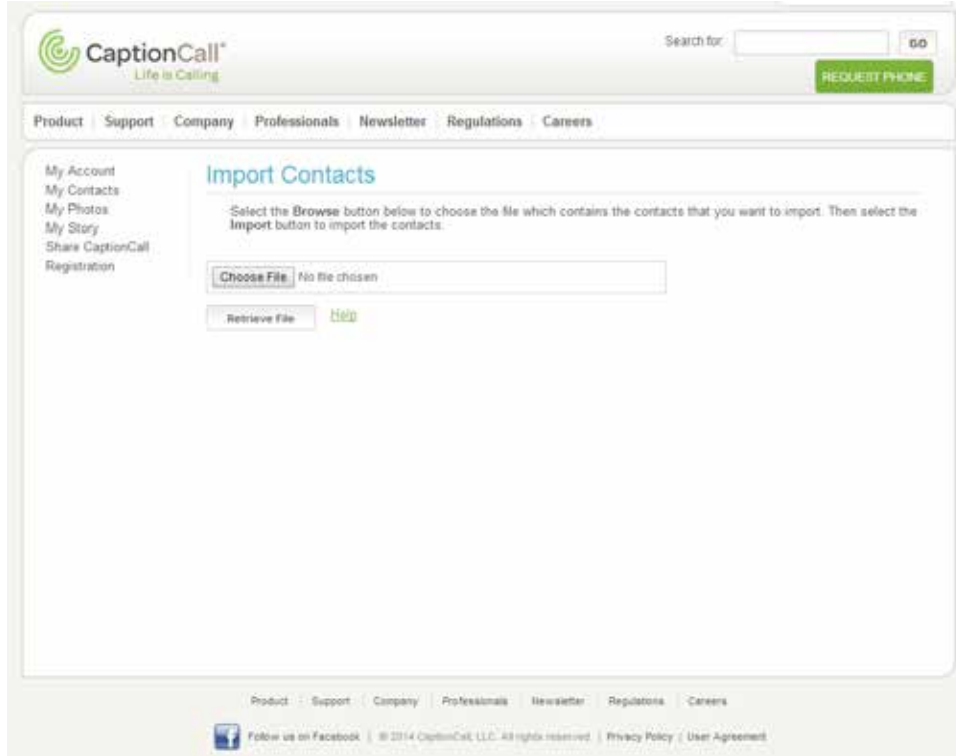 CaptionCall®
Life is Calling
Search for:
GO
REQUEST PHONE
Product Support Company Professionals Newsletter Regulations Careers
My Account
My Contacts
My Photos
My Story
Share CaptionCall
Registration
Import Contacts
Select the Browse button below to choose the file which contains the contacts that you want to import. Then select the
Import button to import the contacts.
Choose File No file chosen
Retrieve File Help
Product Support Company Professionals Newsletter Regulations Careers
Follow us on Facebook | © 2014 CaptionCall, LLC. All rights reserved. | Privacy Policy | User Agreement